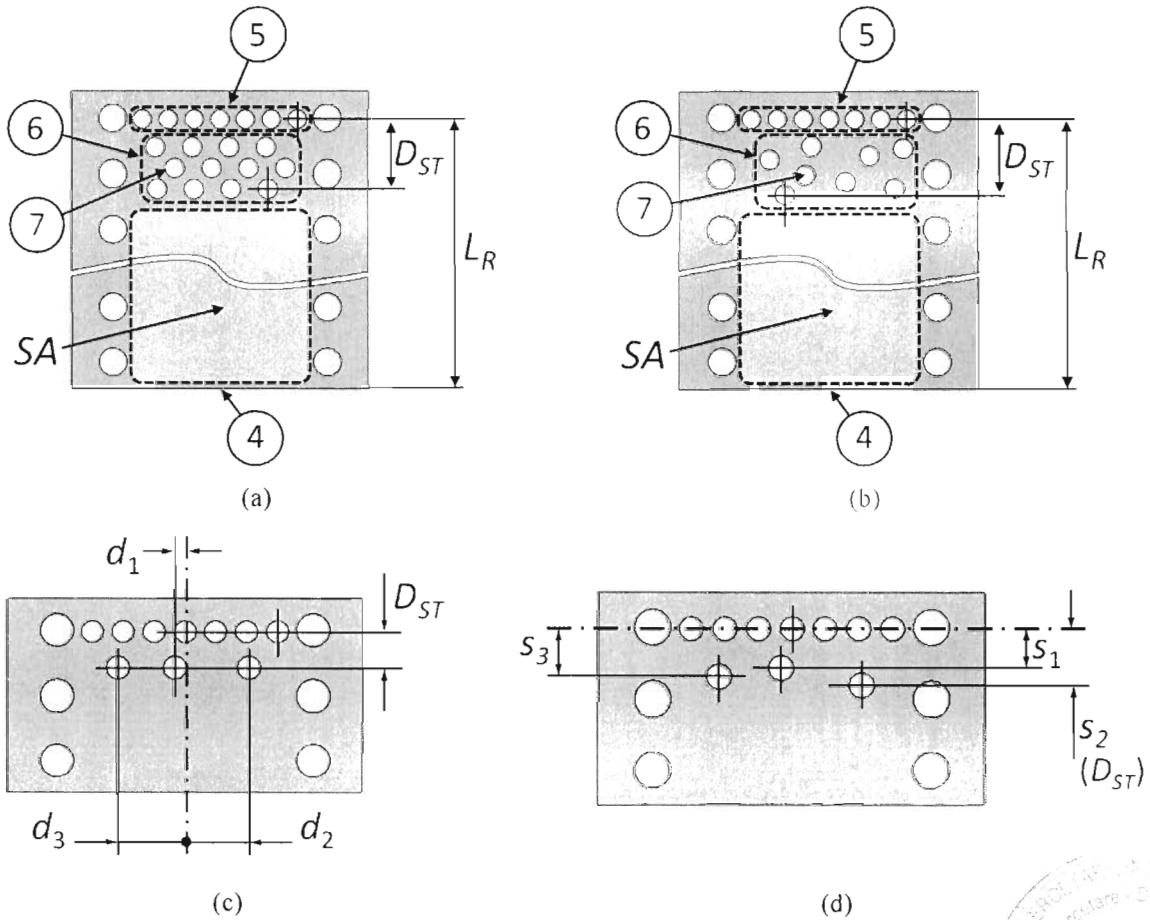 5
5
6
6
D_ST
D_ST
7
7
L_R
L_R
SA
SA
4
4
(a)
(b)
d_1
D_ST
s_3
s_1
s_2
(D_ST)
d_3
d_2
(c)
(d)